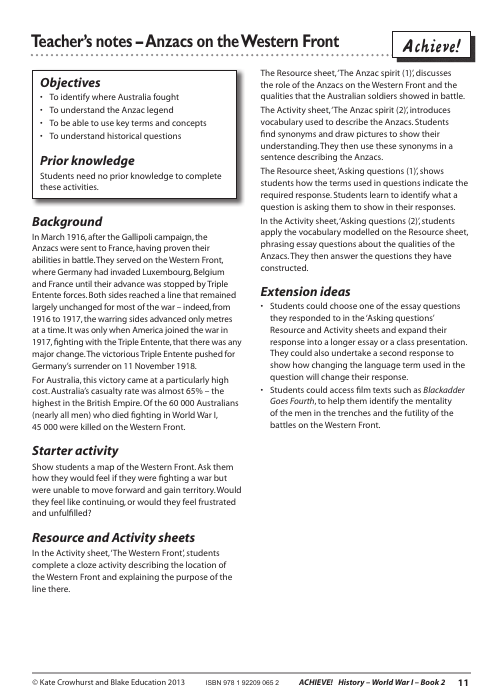 Teacher's notes – Anzacs on the Western Front
Achieve!
Objectives
• To identify where Australia fought
• To understand the Anzac legend
• To be able to use key terms and concepts
• To understand historical questions
Prior knowledge
Students need no prior knowledge to complete
these activities.
Background
In March 1916, after the Gallipoli campaign, the
Anzacs were sent to France, having proven their
abilities in battle. They served on the Western Front,
where Germany had invaded Luxembourg, Belgium
and France until their advance was stopped by Triple
Entente forces. Both sides reached a line that remained
largely unchanged for most of the war – indeed, from
1916 to 1917, the warring sides advanced only metres
at a time. It was only when America joined the war in
1917, fighting with the Triple Entente, that there was any
major change. The victorious Triple Entente pushed for
Germany's surrender on 11 November 1918.
For Australia, this victory came at a particularly high
cost. Australia's casualty rate was almost 65% – the
highest in the British Empire. Of the 60 000 Australians
(nearly all men) who died fighting in World War I,
45 000 were killed on the Western Front.
Starter activity
Show students a map of the Western Front. Ask them
how they would feel if they were fighting a war but
were unable to move forward and gain territory. Would
they feel like continuing, or would they feel frustrated
and unfulfilled?
Resource and Activity sheets
In the Activity sheet, 'The Western Front', students
complete a cloze activity describing the location of
the Western Front and explaining the purpose of the
line there.
The Resource sheet, 'The Anzac spirit (1)', discusses
the role of the Anzacs on the Western Front and the
qualities that the Australian soldiers showed in battle.
The Activity sheet, 'The Anzac spirit (2)', introduces
vocabulary used to describe the Anzacs. Students
find synonyms and draw pictures to show their
understanding. They then use these synonyms in a
sentence describing the Anzacs.
The Resource sheet, 'Asking questions (1)', shows
students how the terms used in questions indicate the
required response. Students learn to identify what a
question is asking them to show in their responses.
In the Activity sheet, 'Asking questions (2)', students
apply the vocabulary modelled on the Resource sheet,
phrasing essay questions about the qualities of the
Anzacs. They then answer the questions they have
constructed.
Extension ideas
• Students could choose one of the essay questions
they responded to in the 'Asking questions'
Resource and Activity sheets and expand their
response into a longer essay or a class presentation.
They could also undertake a second response to
show how changing the language term used in the
question will change their response.
• Students could access film texts such as Blackadder
Goes Fourth, to help them identify the mentality
of the men in the trenches and the futility of the
battles on the Western Front.
© Kate Crowhurst and Blake Education 2013 ISBN 978 1 92209 065 2 ACHIEVE! History – World War I – Book 2 11